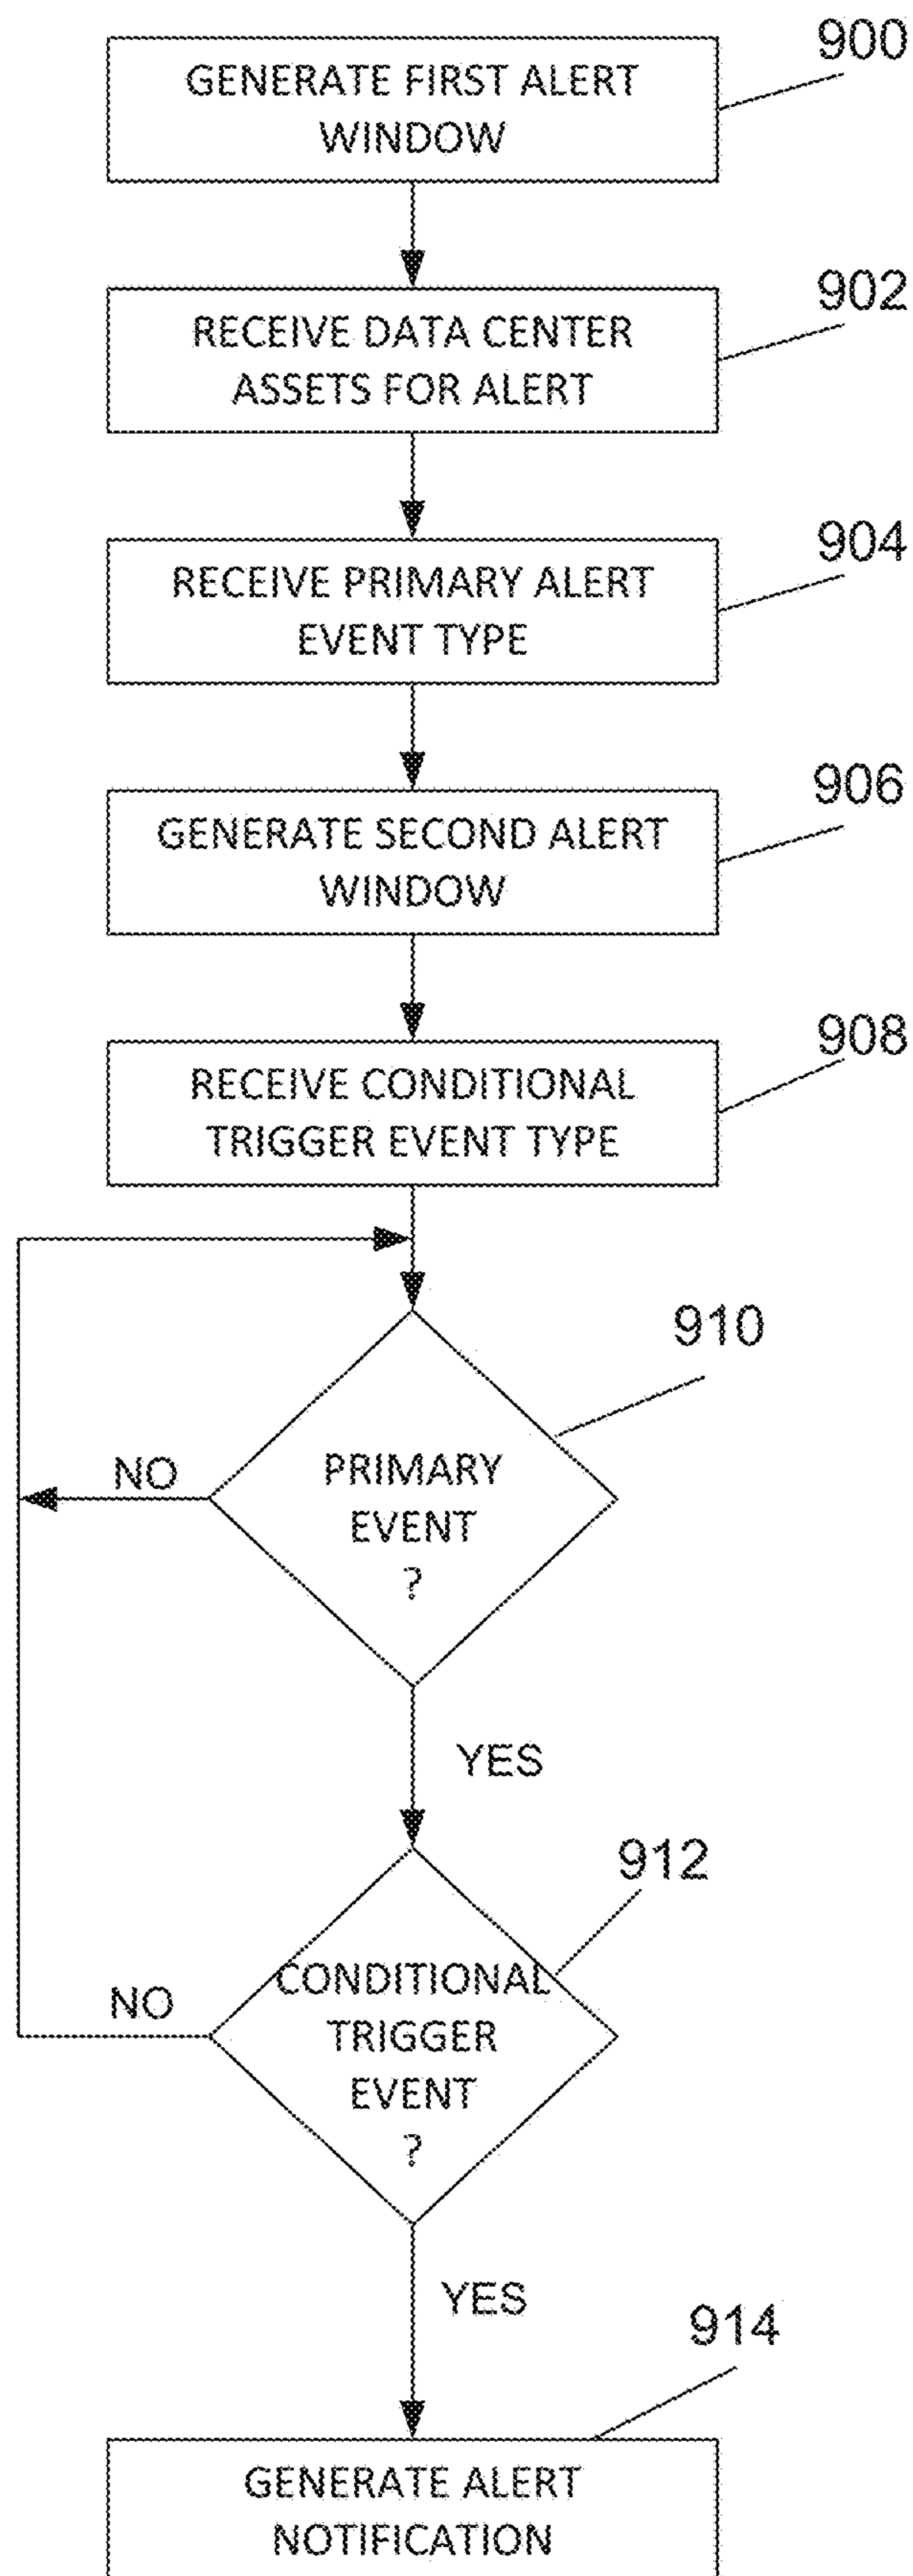 900
GENERATE FIRST ALERT
WINDOW
902
RECEIVE DATA CENTER
ASSETS FOR ALERT
904
RECEIVE PRIMARY ALERT
EVENT TYPE
906
GENERATE SECOND ALERT
WINDOW
908
RECEIVE CONDITIONAL
TRIGGER EVENT TYPE
910
NO
PRIMARY
EVENT
?
YES
912
NO
CONDITIONAL
TRIGGER
EVENT
?
YES
914
GENERATE ALERT
NOTIFICATION